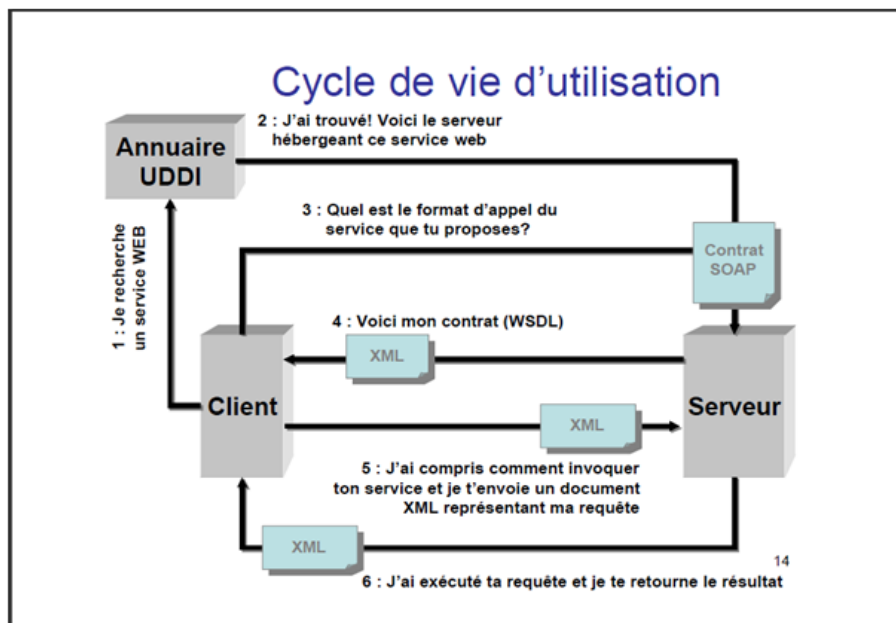 Cycle de vie d'utilisation
2 : J'ai trouvé! Voici le serveur
hébergeant ce service web
Annuaire
UDDI
1 : Je recherche
un service WEB
3 : Quel est le format d'appel du
service que tu proposes?
Contrat
SOAP
4 : Voici mon contrat (WSDL)
XML
Client
Serveur
XML
5 : J'ai compris comment invoquer
ton service et je t'envoie un document
XML représentant ma requête
XML
14
6 : J'ai exécuté ta requête et je te retourne le résultat